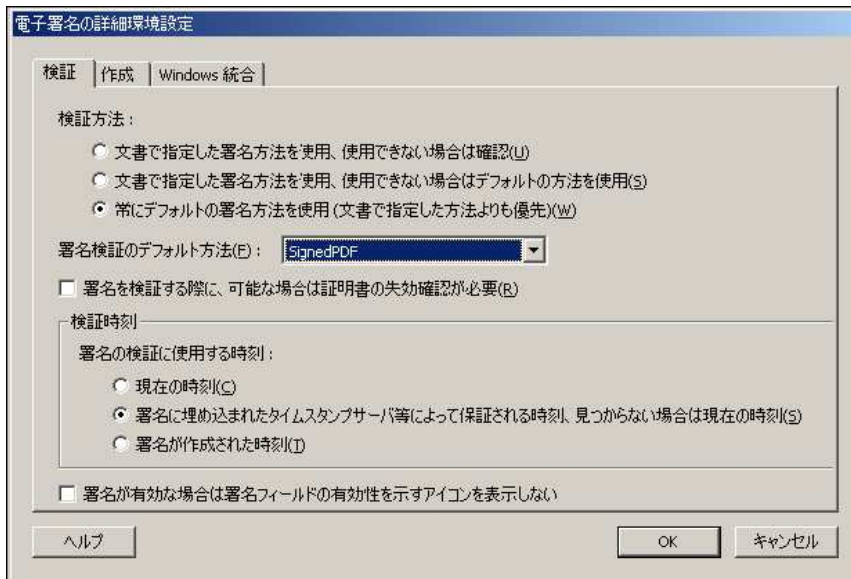 電子署名の詳細環境設定
検証 作成 Windows 統合
検証方法:
文書で指定した署名方法を使用、使用できない場合は確認(U)
文書で指定した署名方法を使用、使用できない場合はデフォルトの方法を使用(S)
常にデフォルトの署名方法を使用(文書で指定した方法よりも優先)(W)
署名検証のデフォルト方法(F): SignedPDF
署名を検証する際に、可能な場合は証明書の失効確認が必要(R)
検証時刻
署名の検証に使用する時刻:
現在の時刻(C)
署名に埋め込まれたタイムスタンプサーバ等によって保証される時刻、見つからない場合は現在の時刻(S)
署名が作成された時刻(T)
署名が有効な場合は署名フィールドの有効性を示すアイコンを表示しない
ヘルプ OK キャンセル